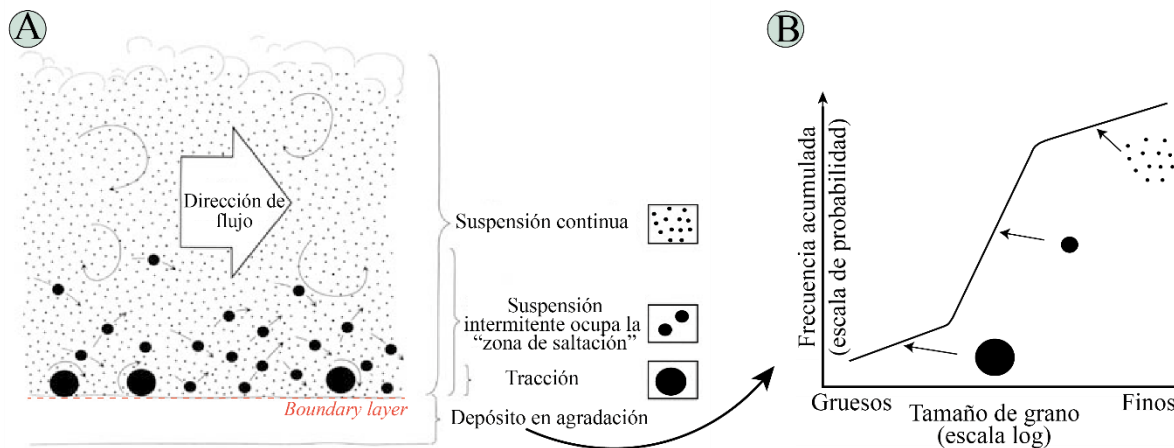 A
Dirección de
flujo
Suspensión continua
Suspensión
intermitente ocupa la
“zona de saltación”
Tracción
Boundary layer
Depósito en agradación
B
Frecuencia acumulada
(escala de probabilidad)
Gruesos
Finos
Tamaño de grano
(escala log)